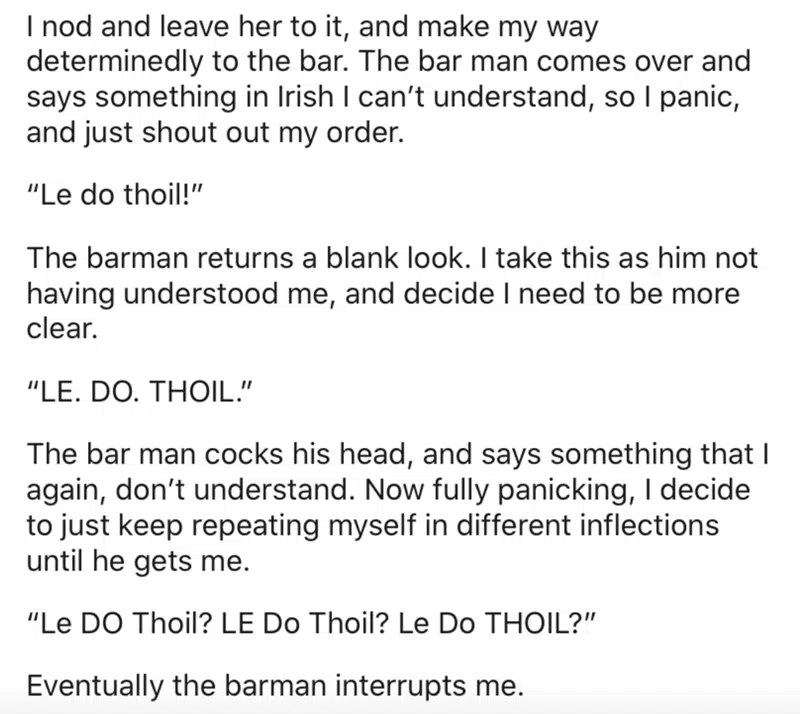 I nod and leave her to it, and make my way
determinedly to the bar. The bar man comes over and
says something in Irish I can’t understand, so I panic,
and just shout out my order.
“Le do thoil!”
The barman returns a blank look. I take this as him not
having understood me, and decide I need to be more
clear.
“LE. DO. THOIL.”
The bar man cocks his head, and says something that I
again, don’t understand. Now fully panicking, I decide
to just keep repeating myself in different inflections
until he gets me.
“Le DO Thoil? LE Do Thoil? Le Do THOIL?”
Eventually the barman interrupts me.